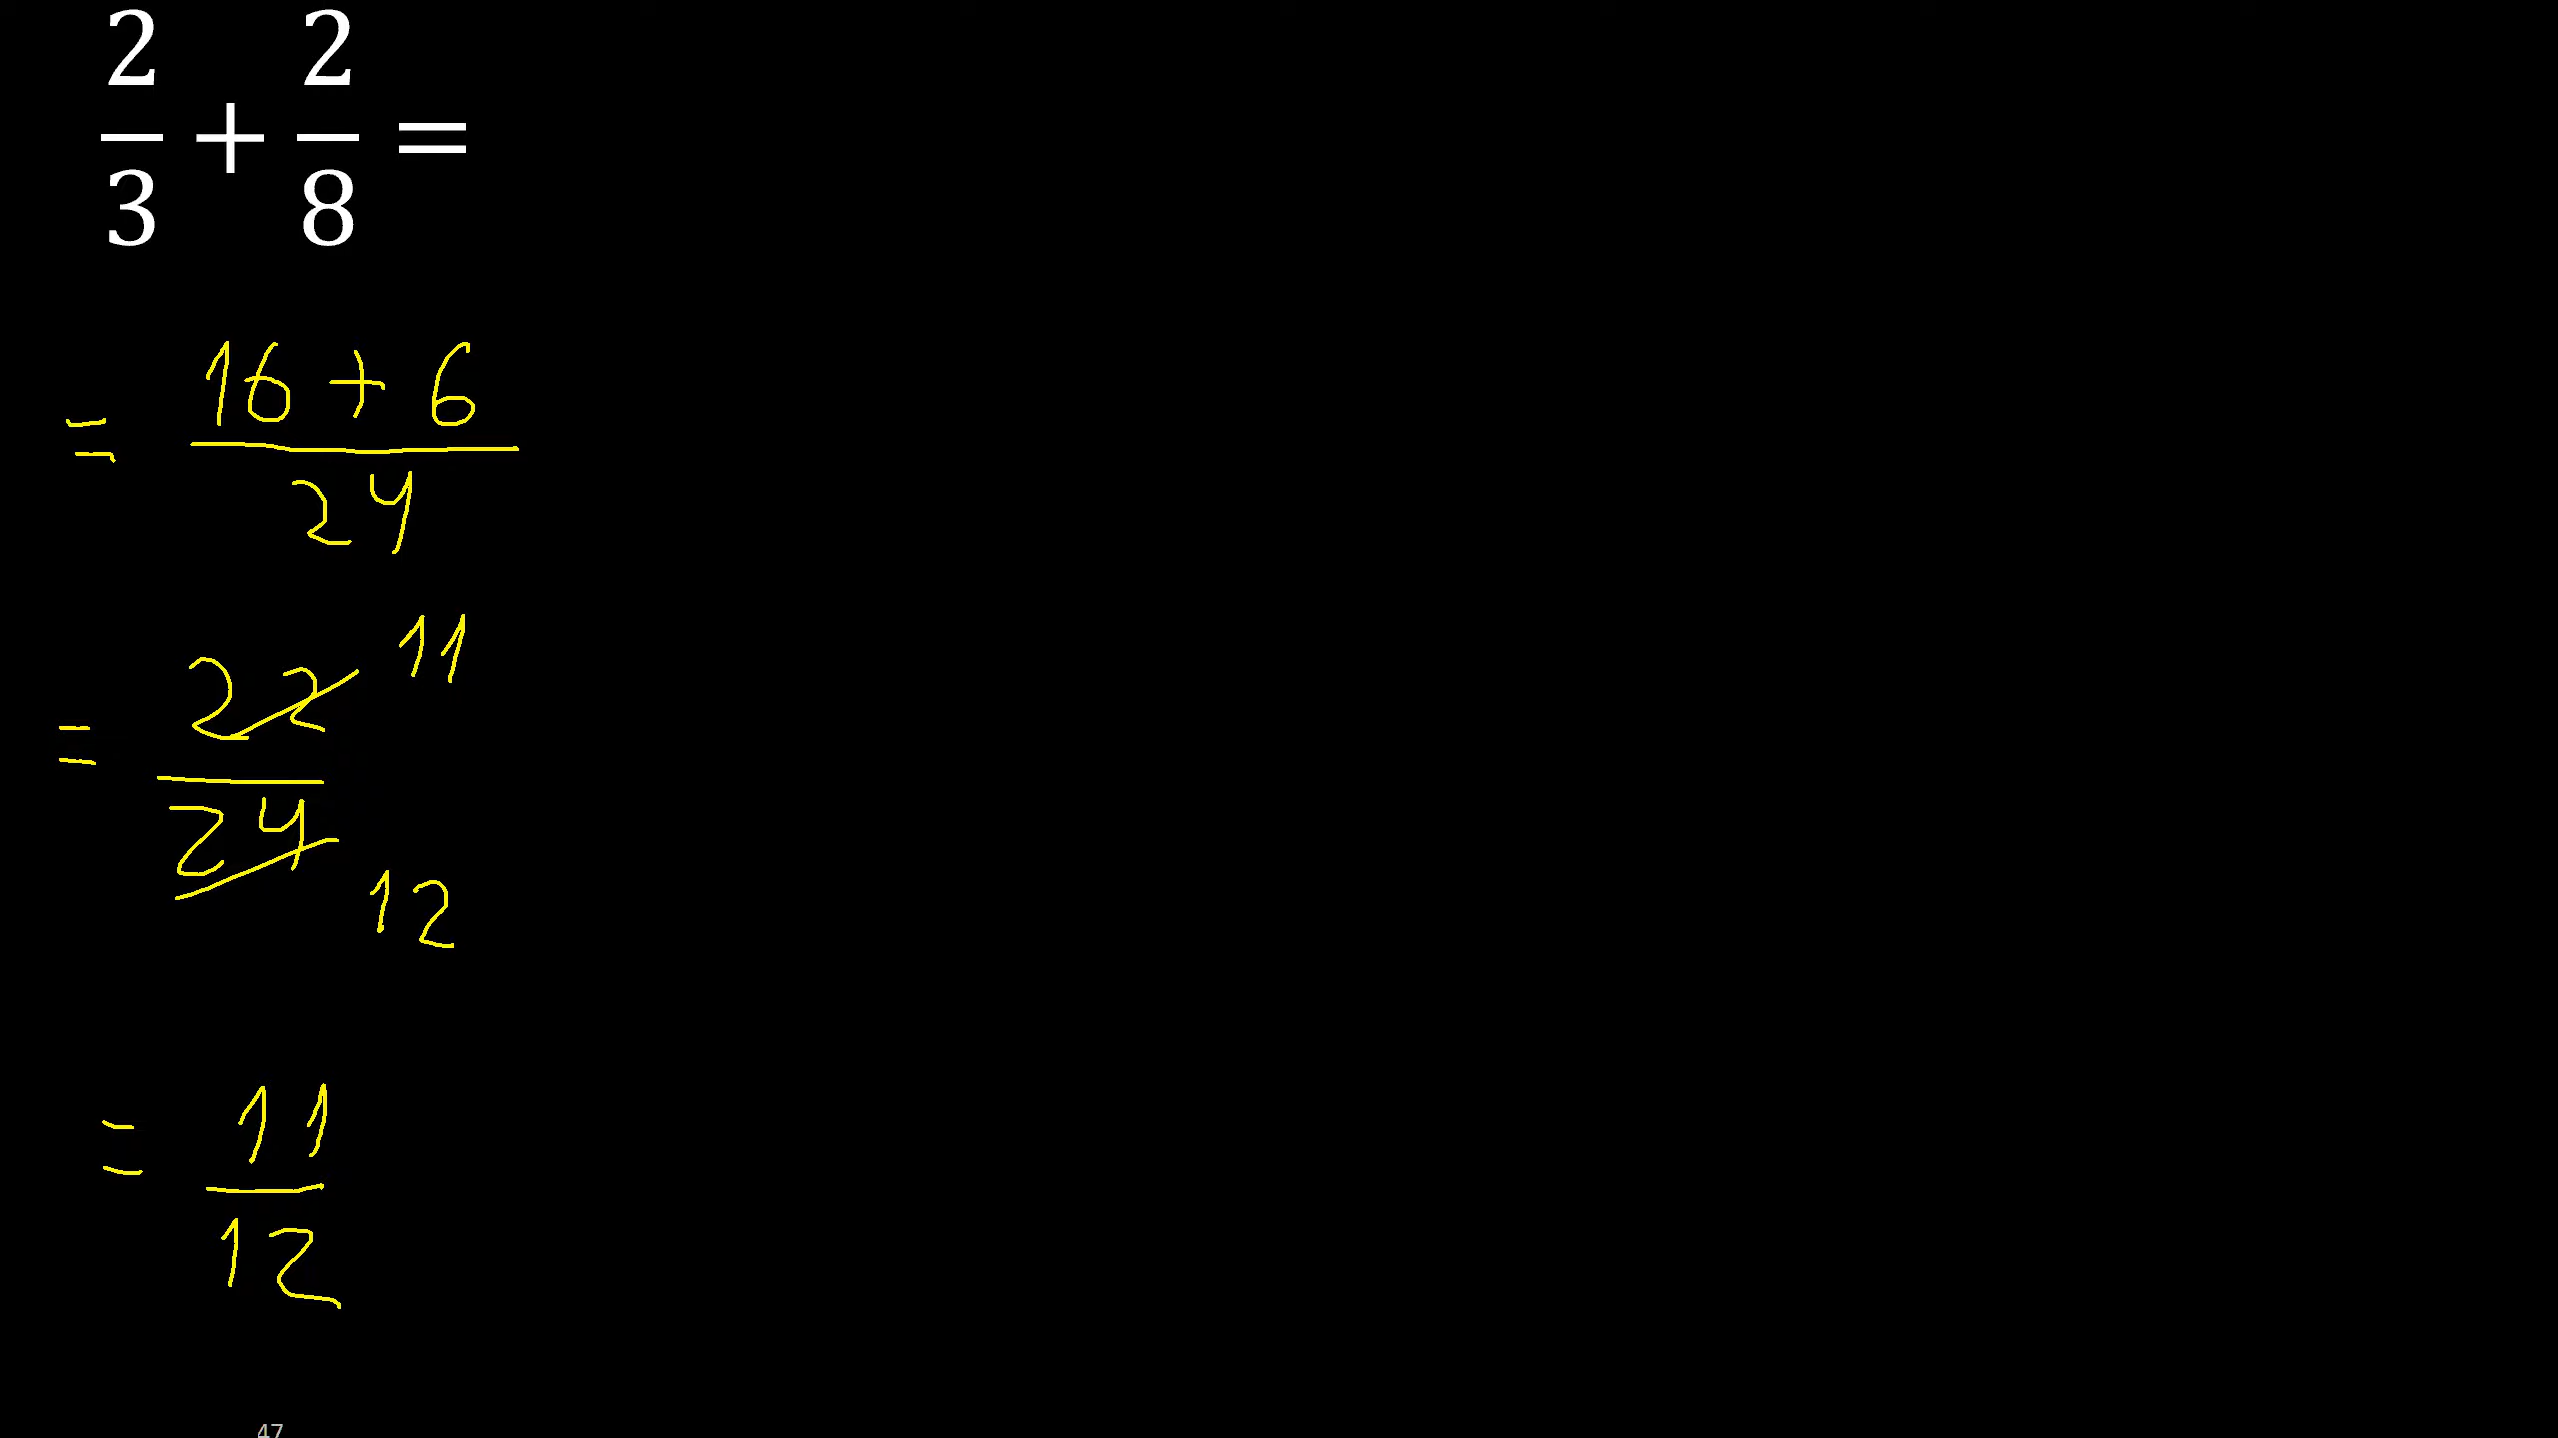 2/3 + 2/8 =
= 16 + 6 / 24
= 22/24 11 12
= 11/12
47